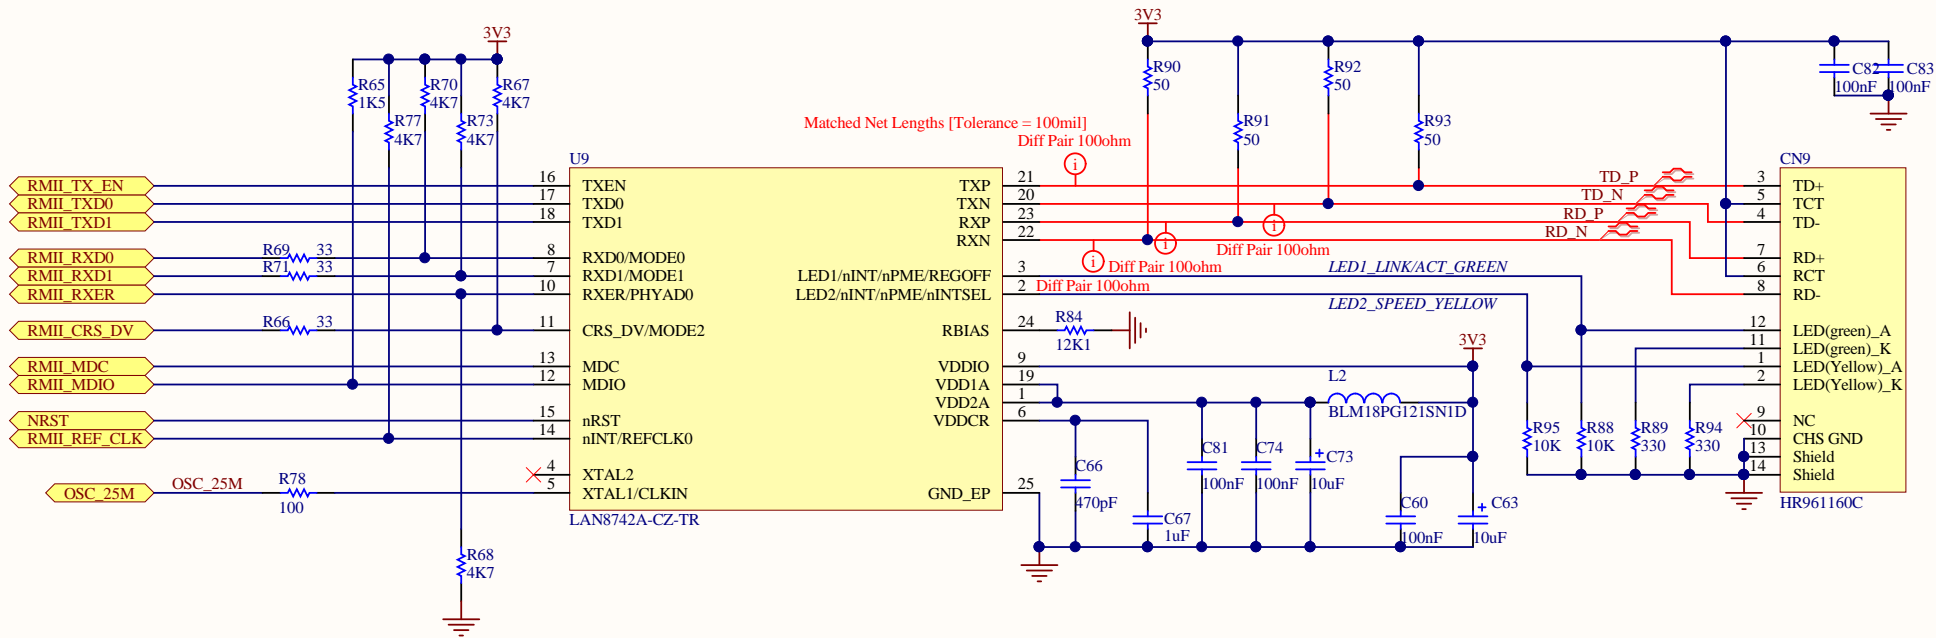 3V3
3V3
R65
1K5
R70
4K7
R67
4K7
R77
4K7
R73
4K7
R90
50
R92
50
R91
50
R93
50
C82
100nF
C83
100nF
Matched Net Lengths [Tolerance = 100mil]
Diff Pair 100ohm
i
U9
CN9
RMII_TX_EN
16
TXEN
TXP
21
TD_P
3
TD+
RMII_TXD0
17
TXD0
TXN
20
TD_N
5
TCT
RMII_TXD1
18
TXD1
RXP
23
RD_P
4
TD-
RXN
22
RD_N
i
i
Diff Pair 100ohm
i
Diff Pair 100ohm
Diff Pair 100ohm
RMII_RXD0
R69
33
8
RXD0/MODE0
7
RD+
RMII_RXD1
R71
33
7
RXD1/MODE1
LED1/nINT/nPME/REGOFF
3
LED1_LINK/ACT_GREEN
6
RCT
RMII_RXER
10
RXER/PHYAD0
LED2/nINT/nPME/nINTSEL
2
LED2_SPEED_YELLOW
8
RD-
RMII_CRS_DV
R66
33
11
CRS_DV/MODE2
RBIAS
24
R84
12K1
12
LED(green)_A
11
LED(green)_K
RMII_MDC
13
MDC
VDDIO
9
3V3
1
LED(Yellow)_A
RMII_MDIO
12
MDIO
VDD1A
19
2
LED(Yellow)_K
VDD2A
1
L2
BLM18PG121SN1D
NRST
15
nRST
VDDCR
6
9
NC
RMII_REF_CLK
14
nINT/REFCLK0
10
CHS GND
13
Shield
14
Shield
R95
10K
R88
10K
R89
330
R94
330
4
XTAL2
OSC_25M
OSC_25M
R78
100
5
XTAL1/CLKIN
GND_EP
25
C66
470pF
C67
1uF
C81
100nF
C74
100nF
+
C73
10uF
C60
100nF
+
C63
10uF
LAN8742A-CZ-TR
HR961160C
R68
4K7